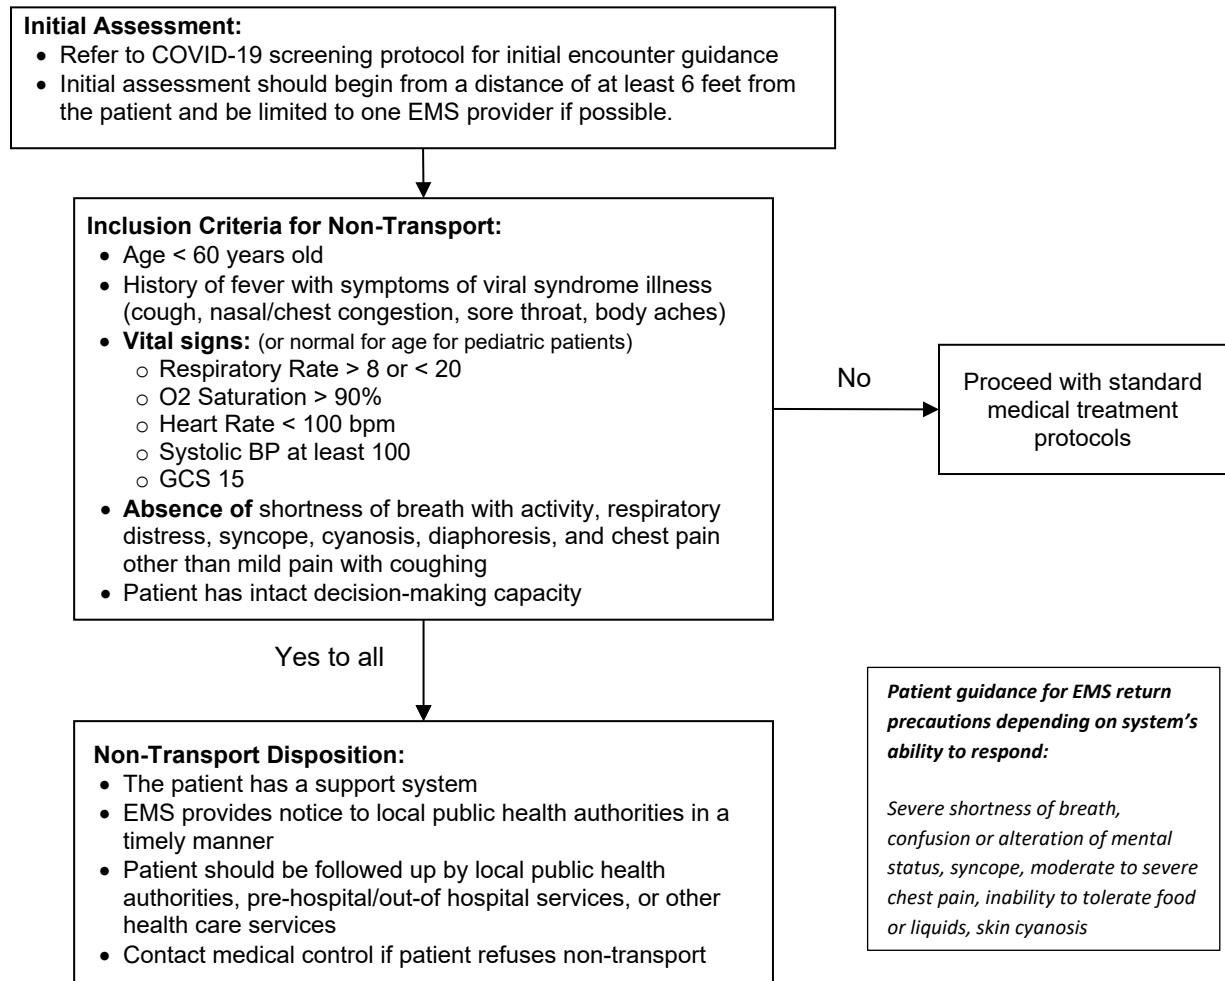 Initial Assessment:
• Refer to COVID-19 screening protocol for initial encounter guidance
• Initial assessment should begin from a distance of at least 6 feet from
the patient and be limited to one EMS provider if possible.
Inclusion Criteria for Non-Transport:
• Age < 60 years old
• History of fever with symptoms of viral syndrome illness
(cough, nasal/chest congestion, sore throat, body aches)
• Vital signs: (or normal for age for pediatric patients)
o Respiratory Rate > 8 or < 20
o O2 Saturation > 90%
o Heart Rate < 100 bpm
o Systolic BP at least 100
o GCS 15
• Absence of shortness of breath with activity, respiratory
distress, syncope, cyanosis, diaphoresis, and chest pain
other than mild pain with coughing
• Patient has intact decision-making capacity
No
Proceed with standard
medical treatment
protocols
Yes to all
Non-Transport Disposition:
• The patient has a support system
• EMS provides notice to local public health authorities in a
timely manner
• Patient should be followed up by local public health
authorities, pre-hospital/out-of hospital services, or other
health care services
• Contact medical control if patient refuses non-transport
Patient guidance for EMS return
precautions depending on system’s
ability to respond:
Severe shortness of breath,
confusion or alteration of mental
status, syncope, moderate to severe
chest pain, inability to tolerate food
or liquids, skin cyanosis